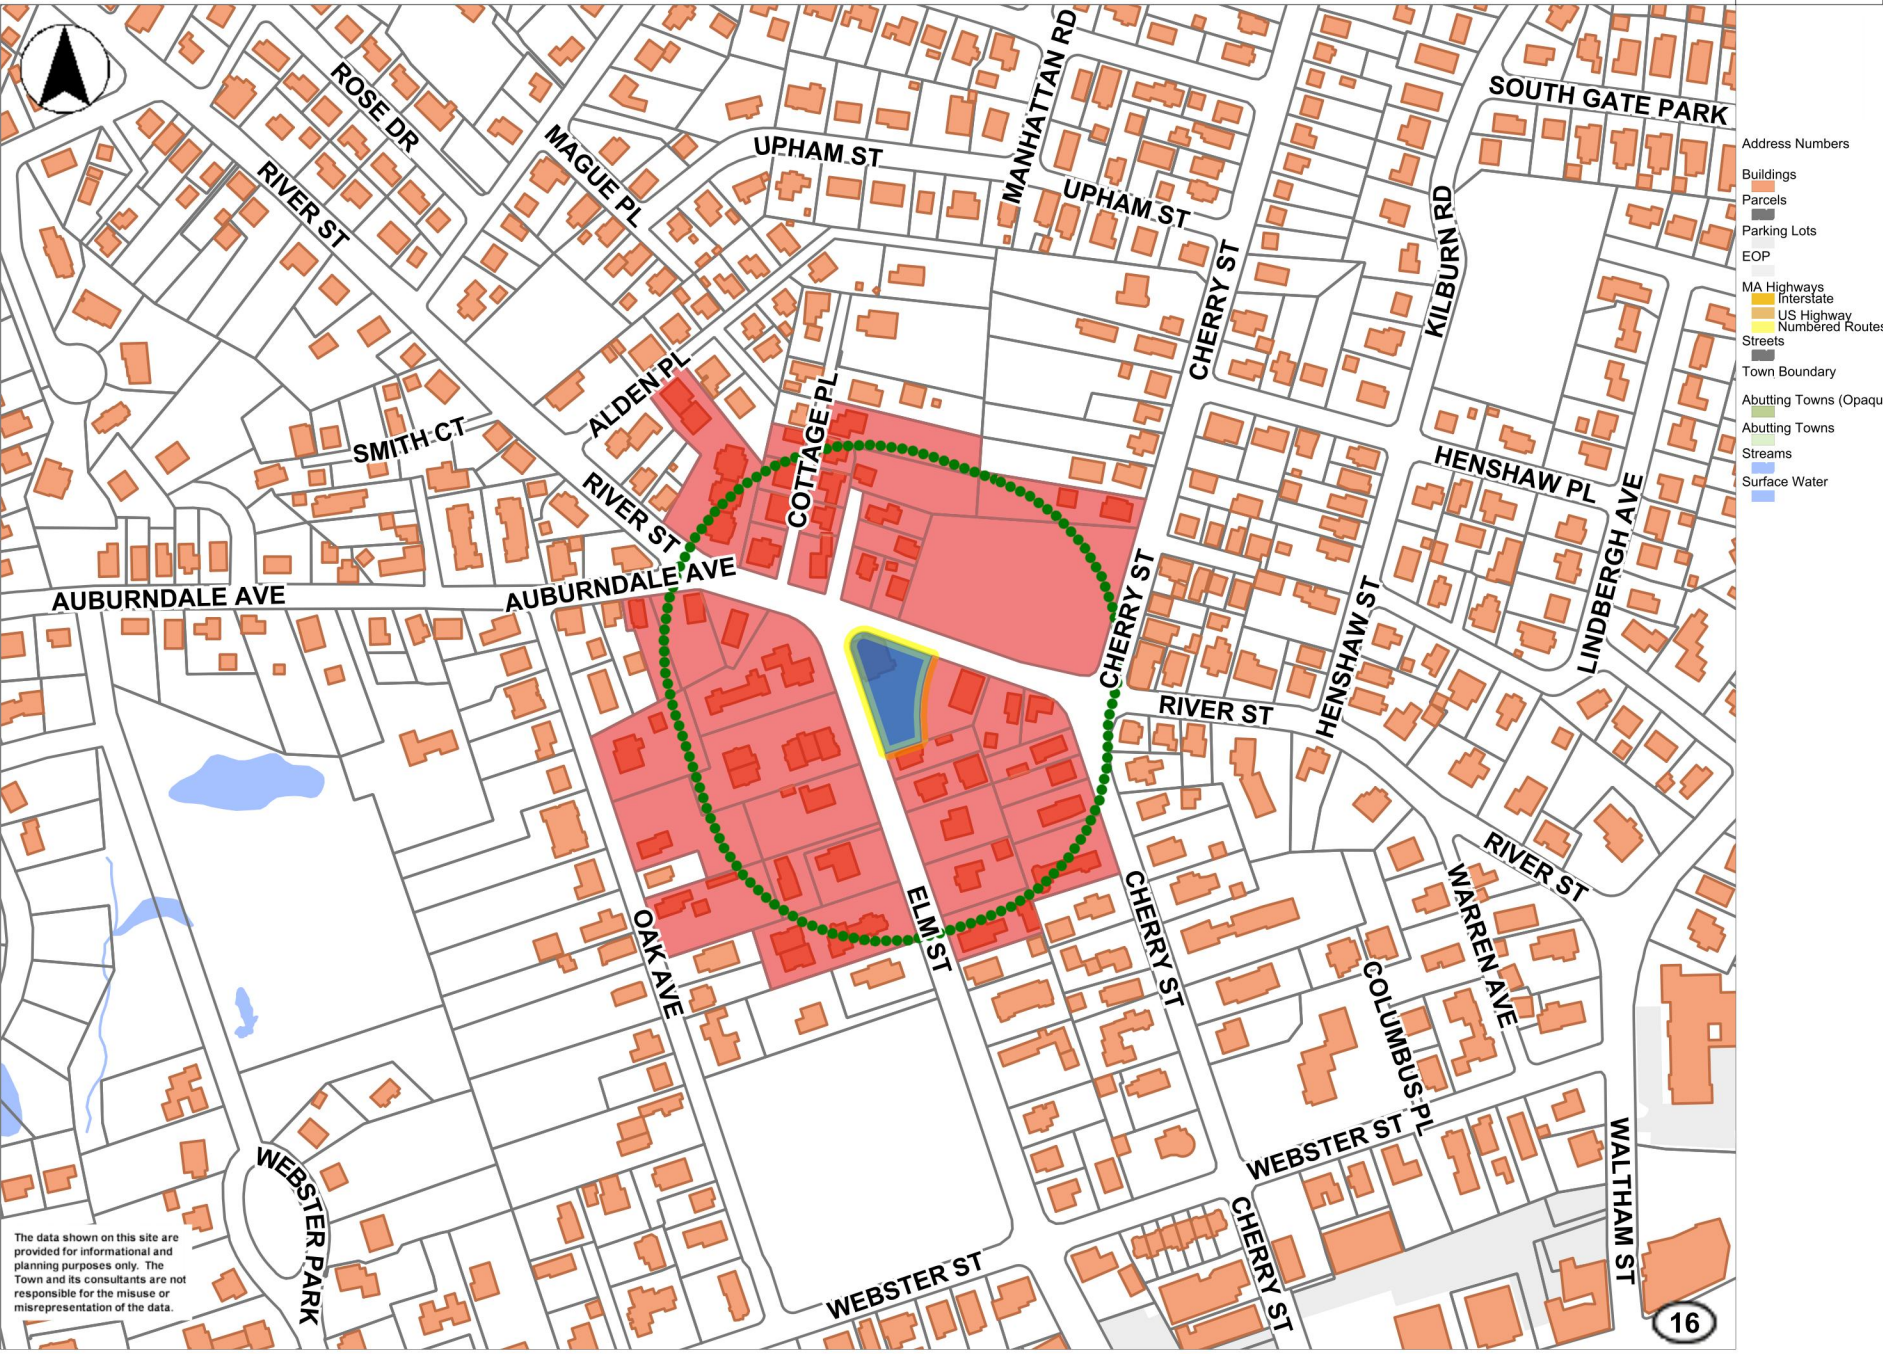 ROSE DR
MAGUE PL
MANHATTAN RD
SOUTH GATE PARK
RIVER ST
UPHAM ST
UPHAM ST
CHERRY ST
KILBURN RD
ALDEN PL
COTTAGE PL
SMITH CT
RIVER ST
HENSHAW PL
LINDBERGH AVE
AUBURNDALE AVE
AUBURNDALE AVE
CHERRY ST
HENSHAW ST
RIVER ST
RIVER ST
WARREN AVE
ELM ST
OAK AVE
CHERRY ST
COLUMBUS PL
WEBSTER ST
WALTHAM ST
WEBSTER PARK
WEBSTER ST
CHERRY ST
16
The data shown on this site are
provided for informational and
planning purposes only. The
Town and its consultants are not
responsible for the misuse or
misrepresentation of the data.
Address Numbers
Buildings
Parcels
Parking Lots
EOP
MA Highways
Interstate
US Highway
Numbered Routes
Streets
Town Boundary
Abutting Towns (Opaqu
Abutting Towns
Streams
Surface Water